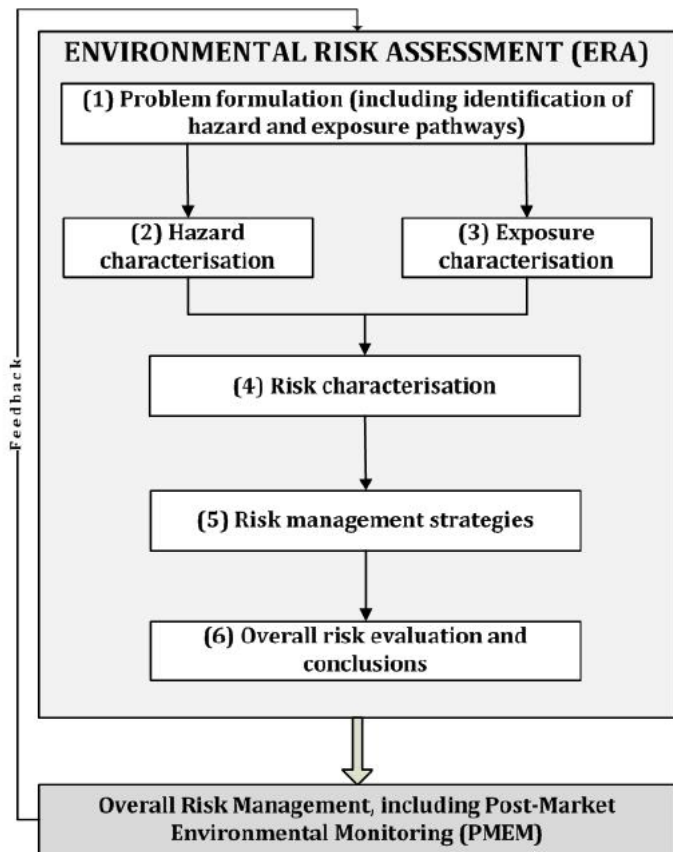 ENVIRONMENTAL RISK ASSESSMENT (ERA)
(1) Problem formulation (including identification of
hazard and exposure pathways)
(2) Hazard
characterisation
(3) Exposure
characterisation
(4) Risk characterisation
(5) Risk management strategies
(6) Overall risk evaluation and
conclusions
Feedback
Overall Risk Management, including Post-Market
Environmental Monitoring (PMEM)